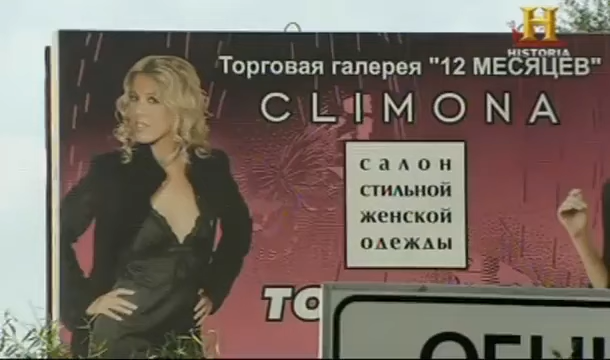 H
HISTORIA
Торговая галерея "12 МЕСЯЦЕВ"
CLIMONA
салон
стильной
женской
одежды